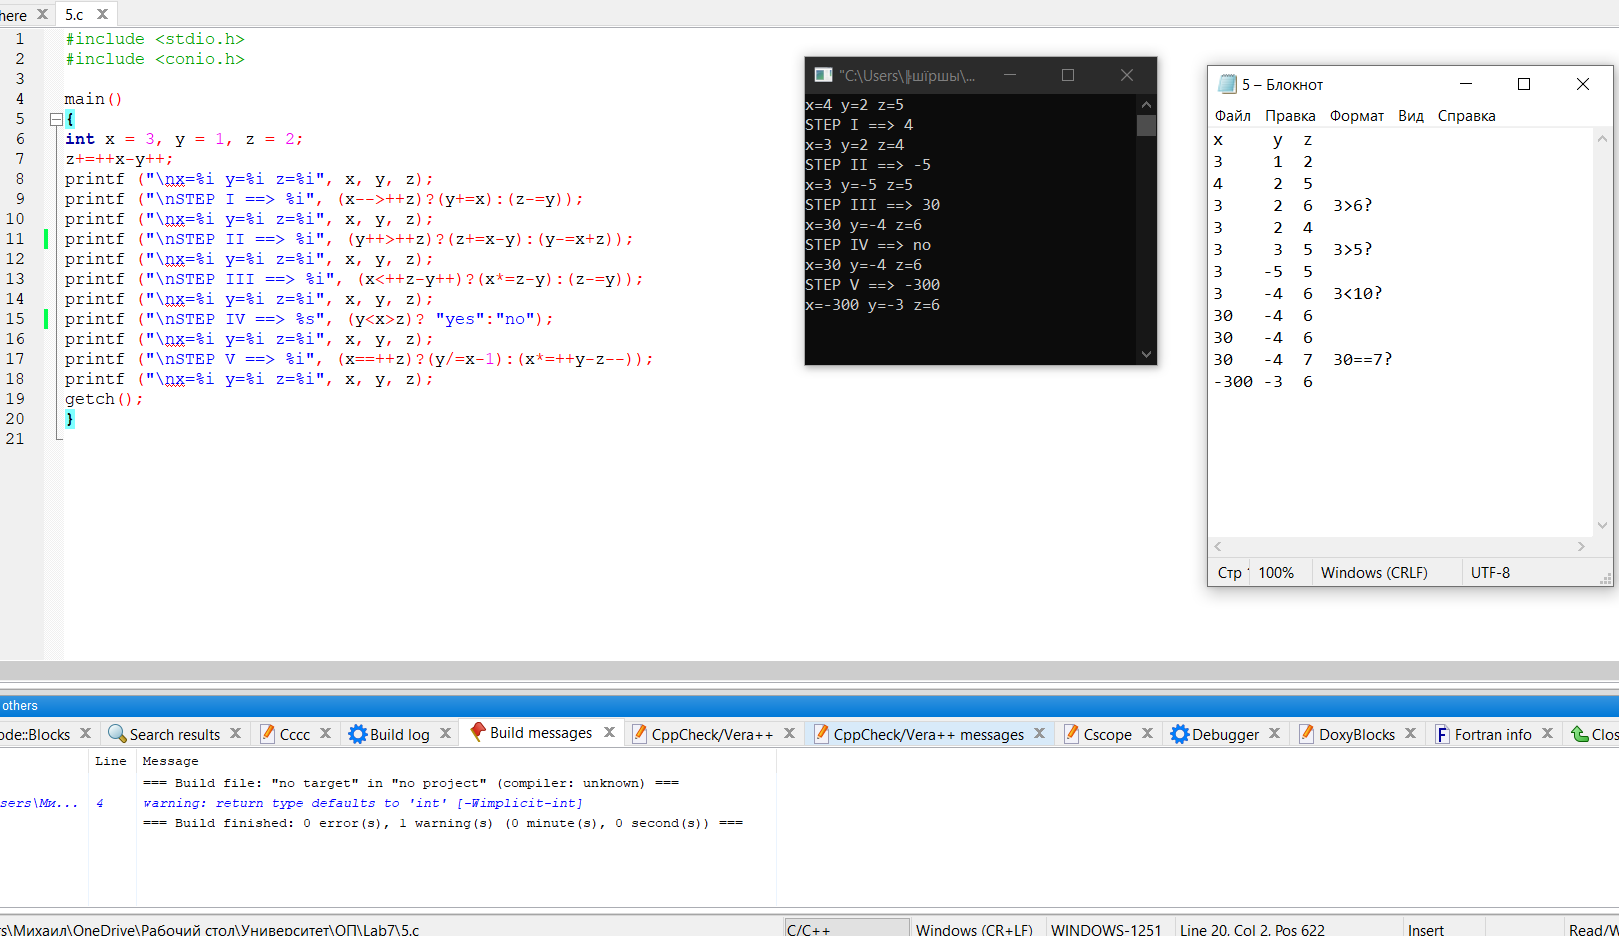 here X 5.c X
1 #include <stdio.h>
2 #include <conio.h>
3
4 main()
5 {
6 int x = 3, y = 1, z = 2;
7 z+=++x-y++;
8 printf ("\nx=%i y=%i z=%i", x, y, z);
9 printf ("\nSTEP I ==> %i", (x-->++z)?(y+=x):(z-=y));
10 printf ("\nx=%i y=%i z=%i", x, y, z);
11 printf ("\nSTEP II ==> %i", (y++>++z)?(z+=x-y):(y-=x+z));
12 printf ("\nx=%i y=%i z=%i", x, y, z);
13 printf ("\nSTEP III ==> %i", (x<++z-y++)?(x*=z-y):(z-=y));
14 printf ("\nx=%i y=%i z=%i", x, y, z);
15 printf ("\nSTEP IV ==> %s", (y<x>z)? "yes":"no");
16 printf ("\nx=%i y=%i z=%i", x, y, z);
17 printf ("\nSTEP V ==> %i", (x==++z)?(y/=x-1):(x*=++y-z--));
18 printf ("\nx=%i y=%i z=%i", x, y, z);
19 getch();
20 }
21
x=4 y=2 z=5
STEP I ==> 4
x=3 y=2 z=4
STEP II ==> -5
x=3 y=-5 z=5
STEP III ==> 30
x=30 y=-4 z=6
STEP IV ==> no
x=30 y=-4 z=6
STEP V ==> -300
x=-300 y=-3 z=6
5 – Блокнот
Файл Правка Формат Вид Справка
x y z
3 1 2
4 2 5
3 2 6 3>6?
3 2 4
3 3 5 3>5?
3 -5 5
3 -4 6 3<10?
30 -4 6
30 -4 6
30 -4 7 30==7?
-300 -3 6
Стр 100% Windows (CRLF) UTF-8
others
ode::Blocks X Search results X Cccc X Build log X Build messages X CppCheck/Vera++ X CppCheck/Vera++ messages X Cscope X Debugger X DoxyBlocks X Fortran info X Clos
Line Message
=== Build file: "no target" in "no project" (compiler: unknown) ===
sers\Ми... 4 warning: return type defaults to 'int' [-Wimplicit-int]
=== Build finished: 0 error(s), 1 warning(s) (0 minute(s), 0 second(s)) ===
rs\Михаил\OneDrive\Рабочий стол\Университет\ОП\Lab7\5.c C/C++ Windows (CR+LF) WINDOWS-1251 Line 20, Col 2, Pos 622 Insert Read/W